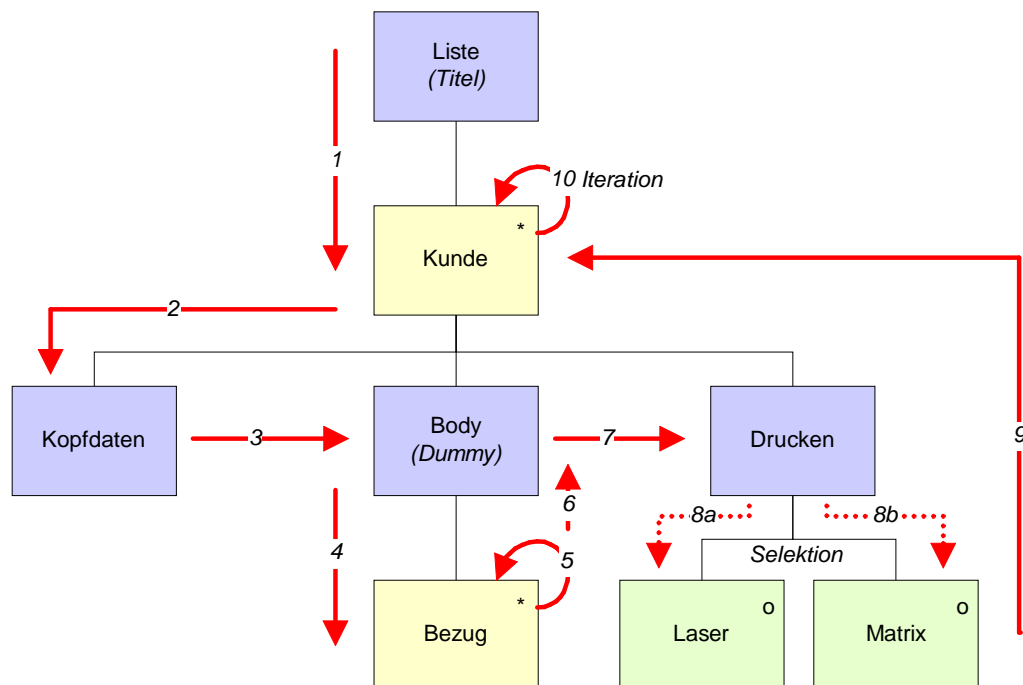 Liste
(Titel)
1
10 Iteration
*
Kunde
2
Kopfdaten
3
Body
(Dummy)
7
Drucken
9
4
6
5
8a
8b
Selektion
*
Bezug
o
Laser
o
Matrix